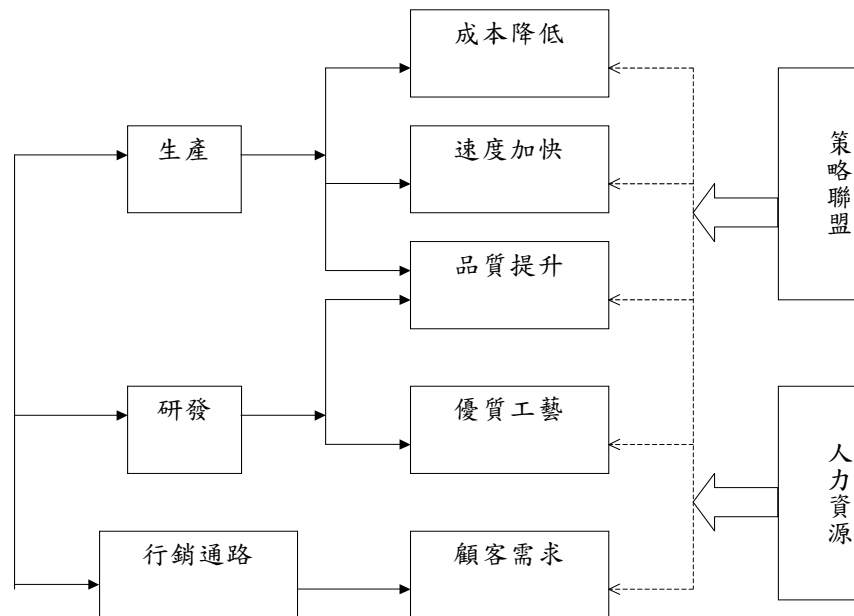 成本降低
生產
速度加快
策略聯盟
品質提升
研發
優質工藝
人力資源
行銷通路
顧客需求